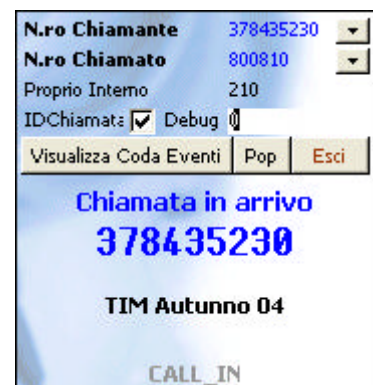 N.ro Chiamante 378435230
N.ro Chiamato 800810
Proprio Interno 210
IDChiamata Debug 0
Visualizza Coda Eventi Pop Esci
Chiamata in arrivo
378435230
TIM Autunno 04
CALL_IN